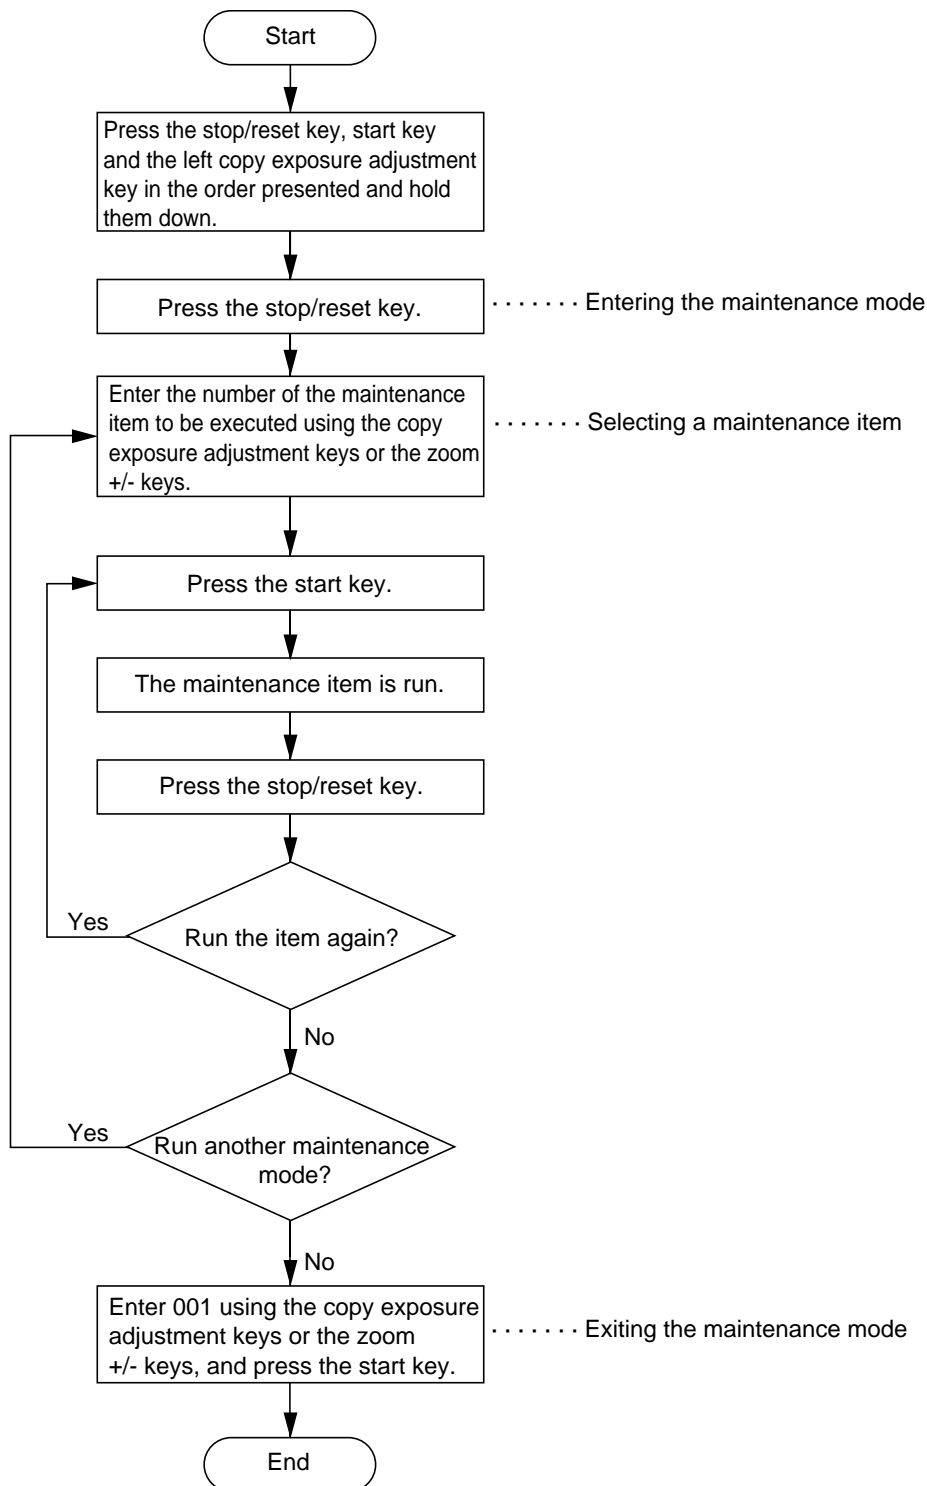 Start
Press the stop/reset key, start key
and the left copy exposure adjustment
key in the order presented and hold
them down.
Press the stop/reset key.
· · · · · · · Entering the maintenance mode
Enter the number of the maintenance
item to be executed using the copy
exposure adjustment keys or the zoom
+/- keys.
· · · · · · · Selecting a maintenance item
Press the start key.
The maintenance item is run.
Press the stop/reset key.
Run the item again?
Yes
No
Run another maintenance
mode?
Yes
No
Enter 001 using the copy exposure
adjustment keys or the zoom
+/- keys, and press the start key.
· · · · · · · Exiting the maintenance mode
End